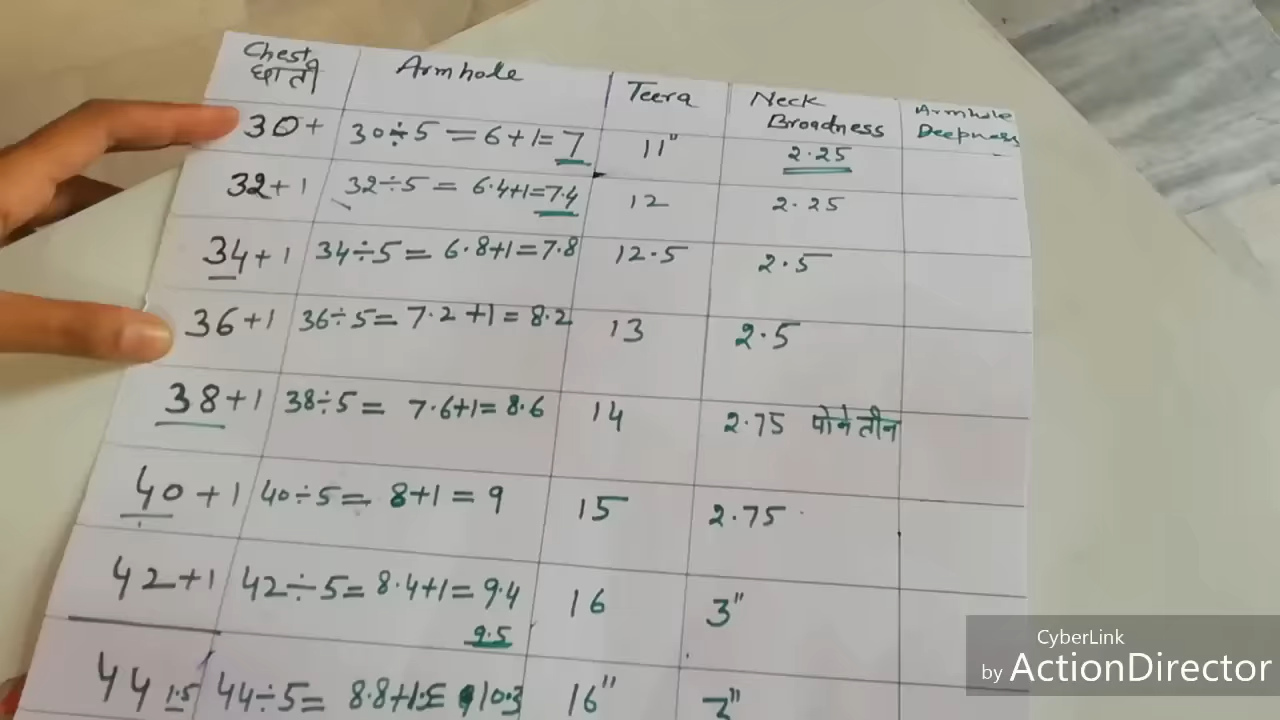 Chest Armhole Teera Neck Armhole
छाती Broadness Deepness
30+ 30÷5 = 6+1= 7 11" 2.25
32+1 32÷5 = 6.4+1=7.4 12 2.25
34+1 34÷5 = 6.8+1=7.8 12.5 2.5
36+1 36÷5= 7.2 +1= 8.2 13 2.5
38+1 38÷5 = 7.6+1= 8.6 14 2.75 पोने तीन
40+1 40÷5= 8+1 = 9 15 2.75
42+1 42÷5= 8.4+1= 9.4 16 3"
9.5
44 1.5 44÷5= 8.8+1.5 10.3 16" 3"
CyberLink
by ActionDirector